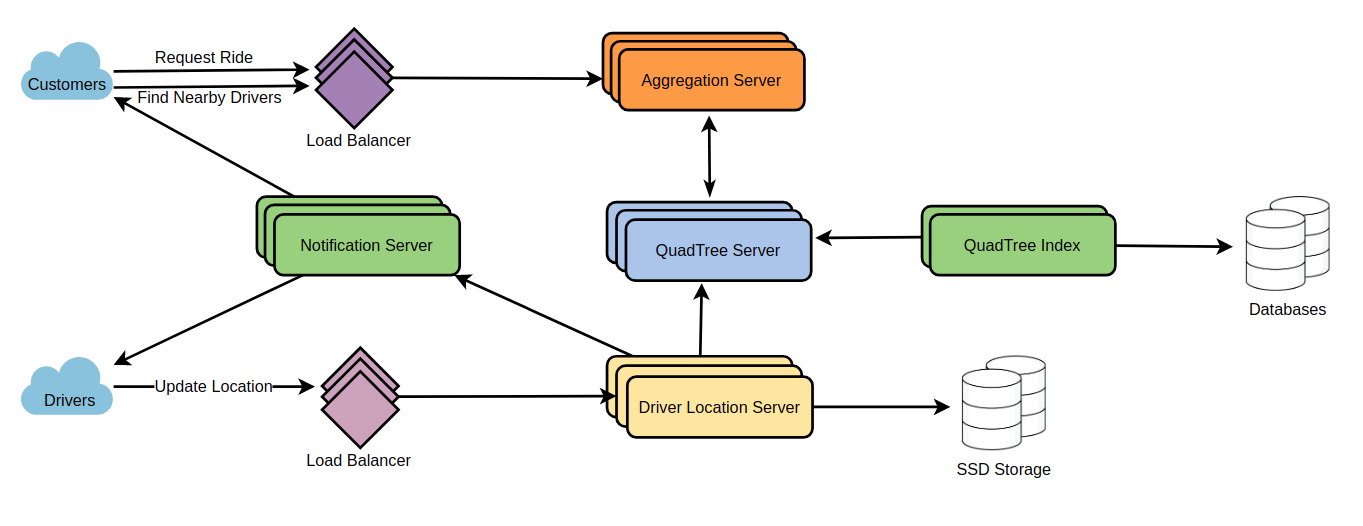 Request Ride
Customers
Find Nearby Drivers
Load Balancer
Aggregation Server
Notification Server
QuadTree Server
QuadTree Index
Databases
Drivers
Update Location
Load Balancer
Driver Location Server
SSD Storage